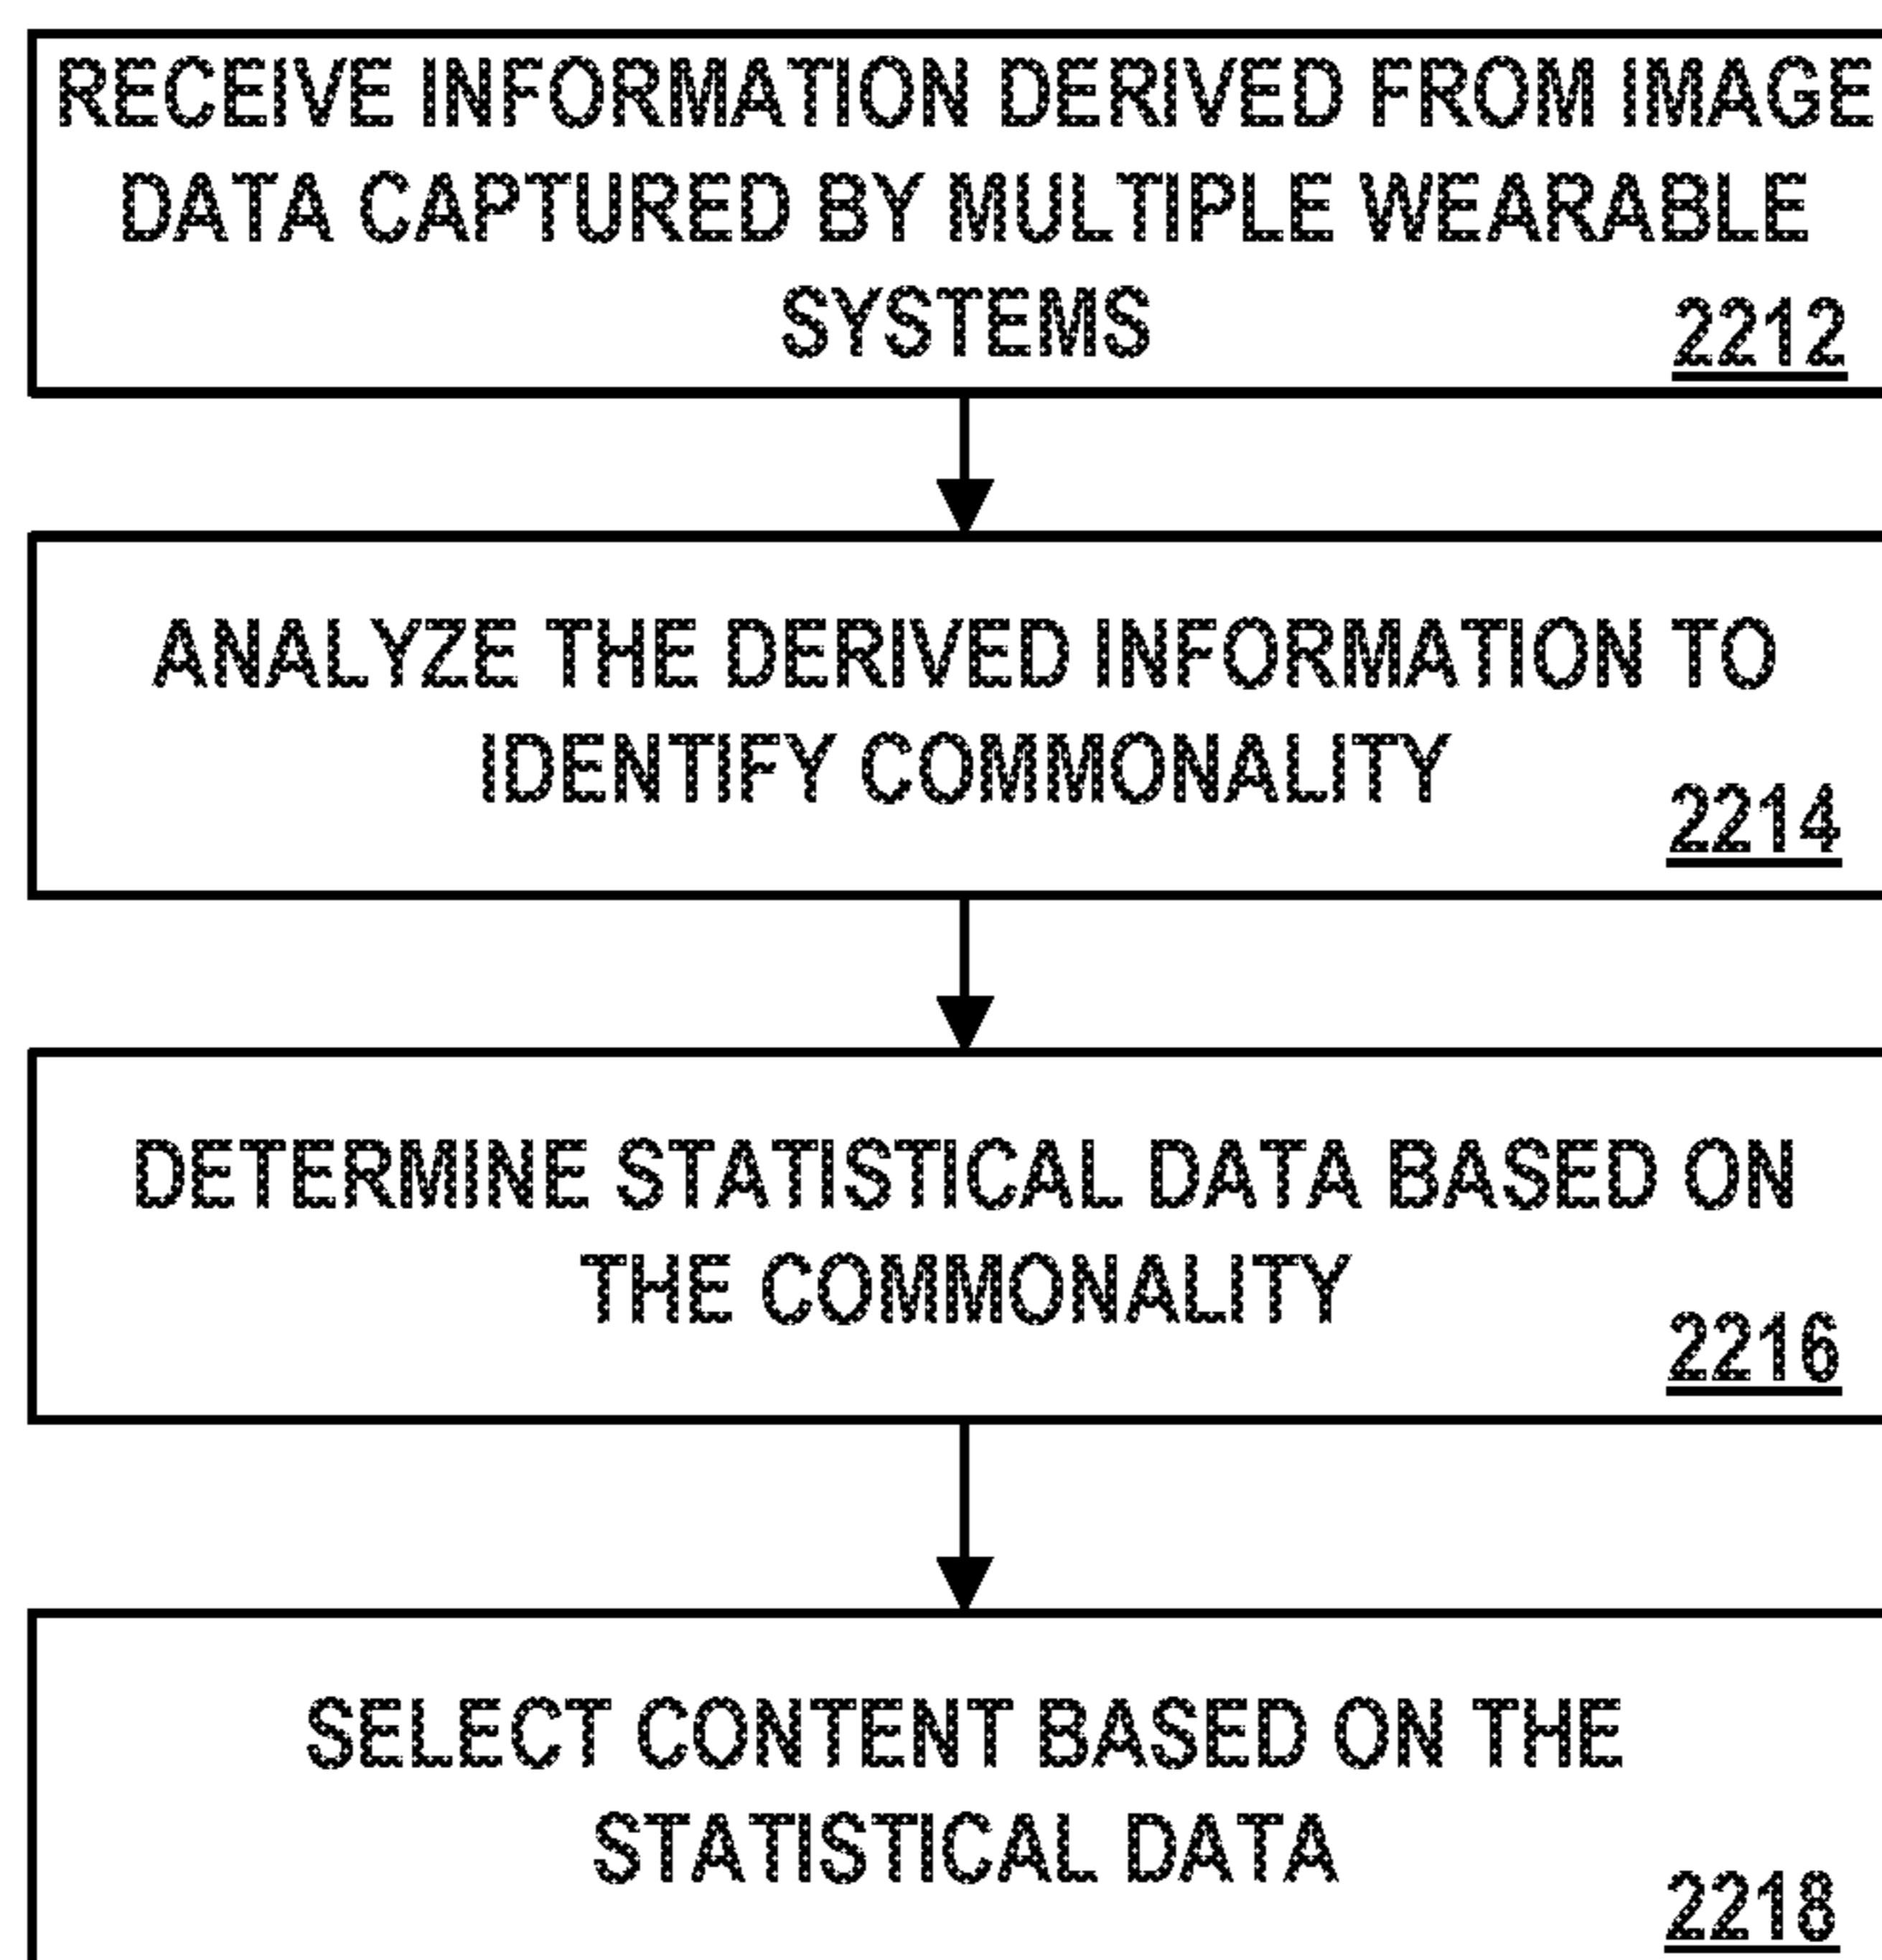 RECEIVE INFORMATION DERIVED FROM IMAGE
DATA CAPTURED BY MULTIPLE WEARABLE
SYSTEMS
2212
ANALYZE THE DERIVED INFORMATION TO
IDENTIFY COMMONALITY
2214
DETERMINE STATISTICAL DATA BASED ON
THE COMMONALITY
2216
SELECT CONTENT BASED ON THE
STATISTICAL DATA
2218